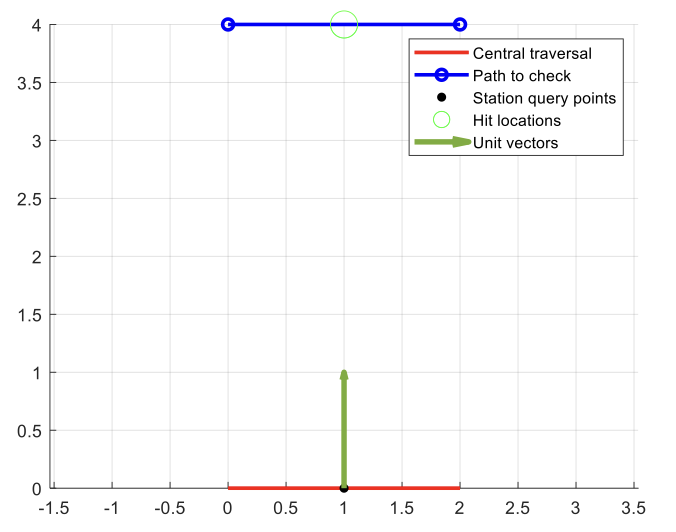 4
3.5
3
2.5
2
1.5
1
0.5
0
Central traversal
Path to check
Station query points
Hit locations
Unit vectors
-1.5 -1 -0.5 0 0.5 1 1.5 2 2.5 3 3.5